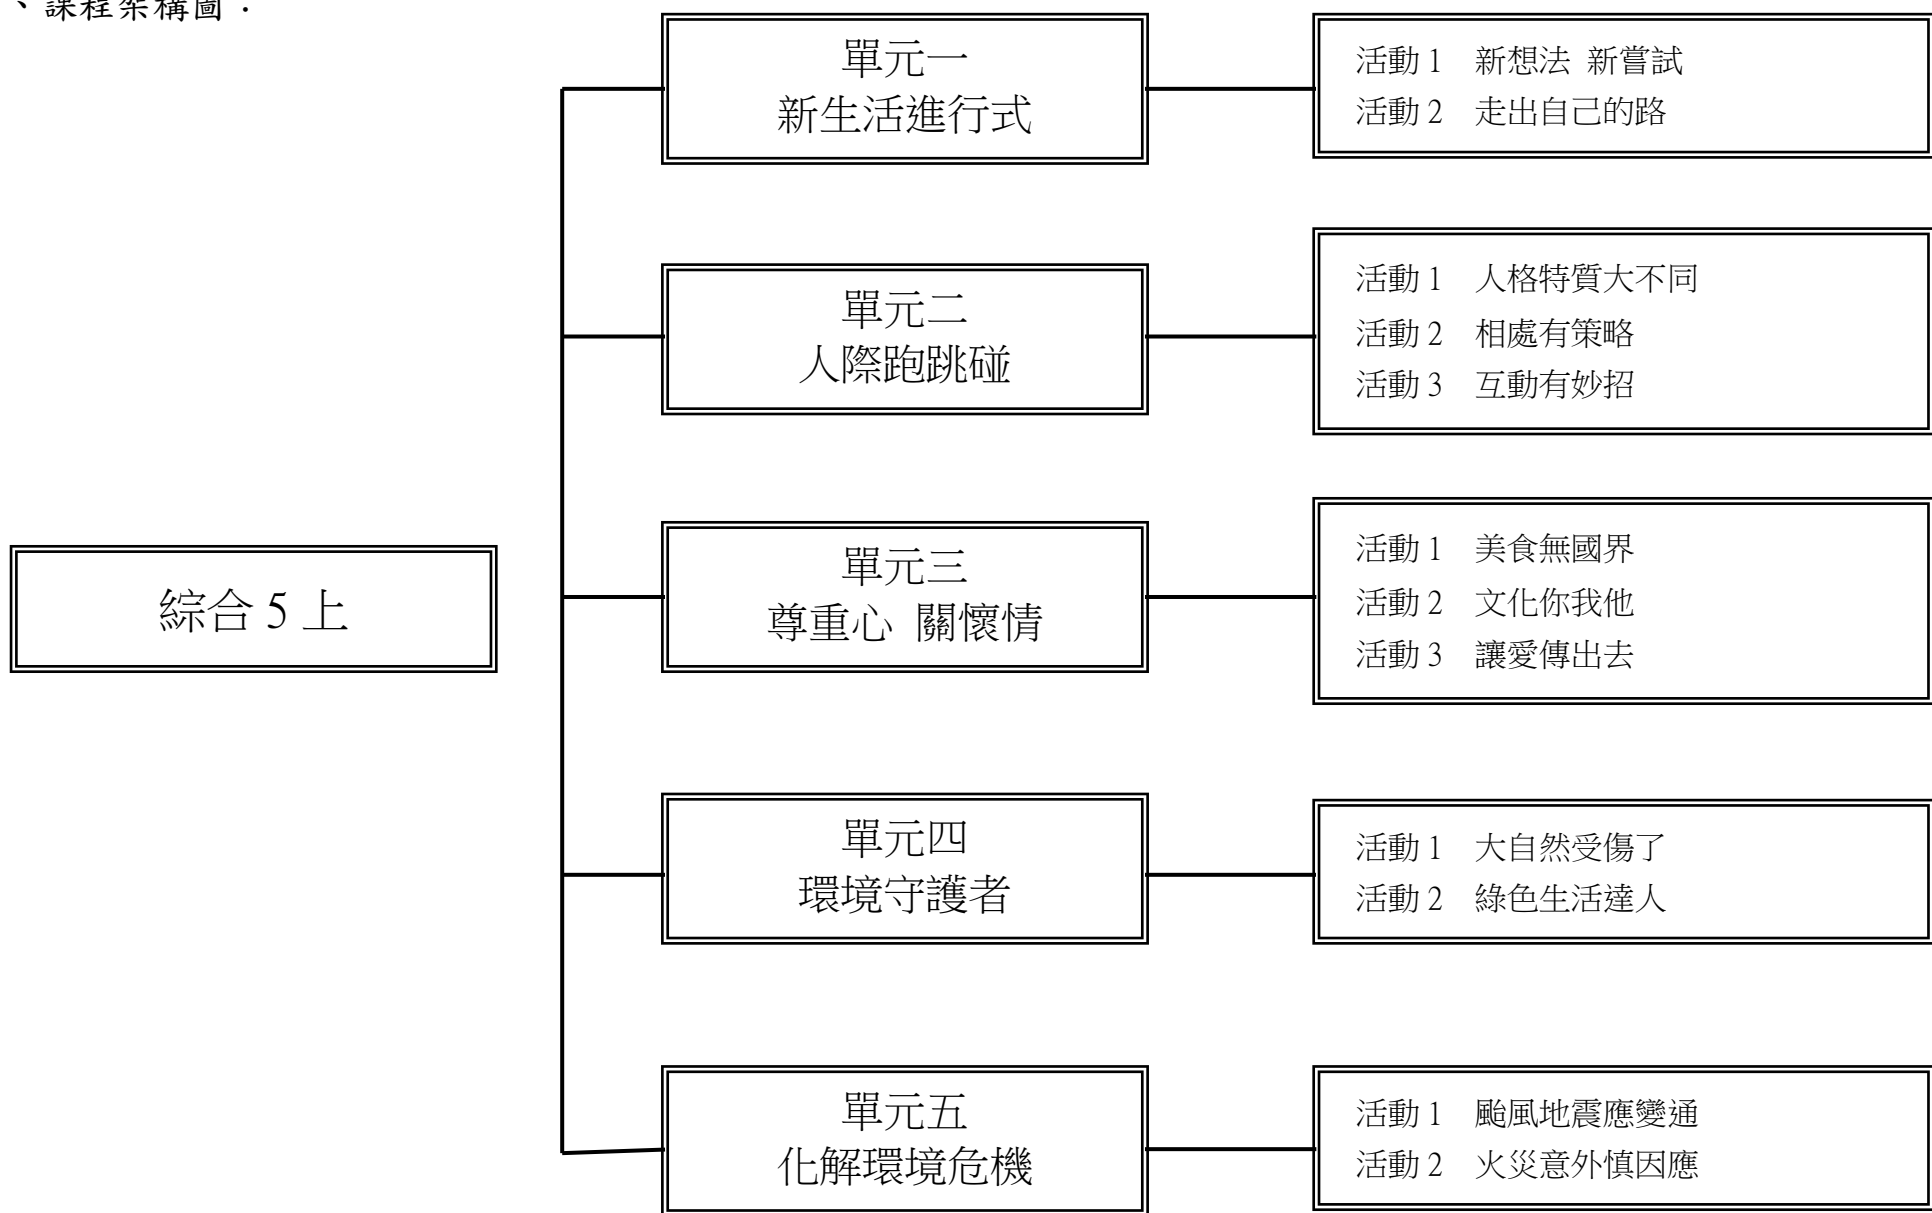 、課程架構圖：
單元一
新生活進行式
活動 1 新想法 新嘗試
活動 2 走出自己的路
單元二
人際跑跳碰
活動 1 人格特質大不同
活動 2 相處有策略
活動 3 互動有妙招
綜合 5 上
單元三
尊重心 關懷情
活動 1 美食無國界
活動 2 文化你我他
活動 3 讓愛傳出去
單元四
環境守護者
活動 1 大自然受傷了
活動 2 綠色生活達人
單元五
化解環境危機
活動 1 颱風地震應變通
活動 2 火災意外慎因應